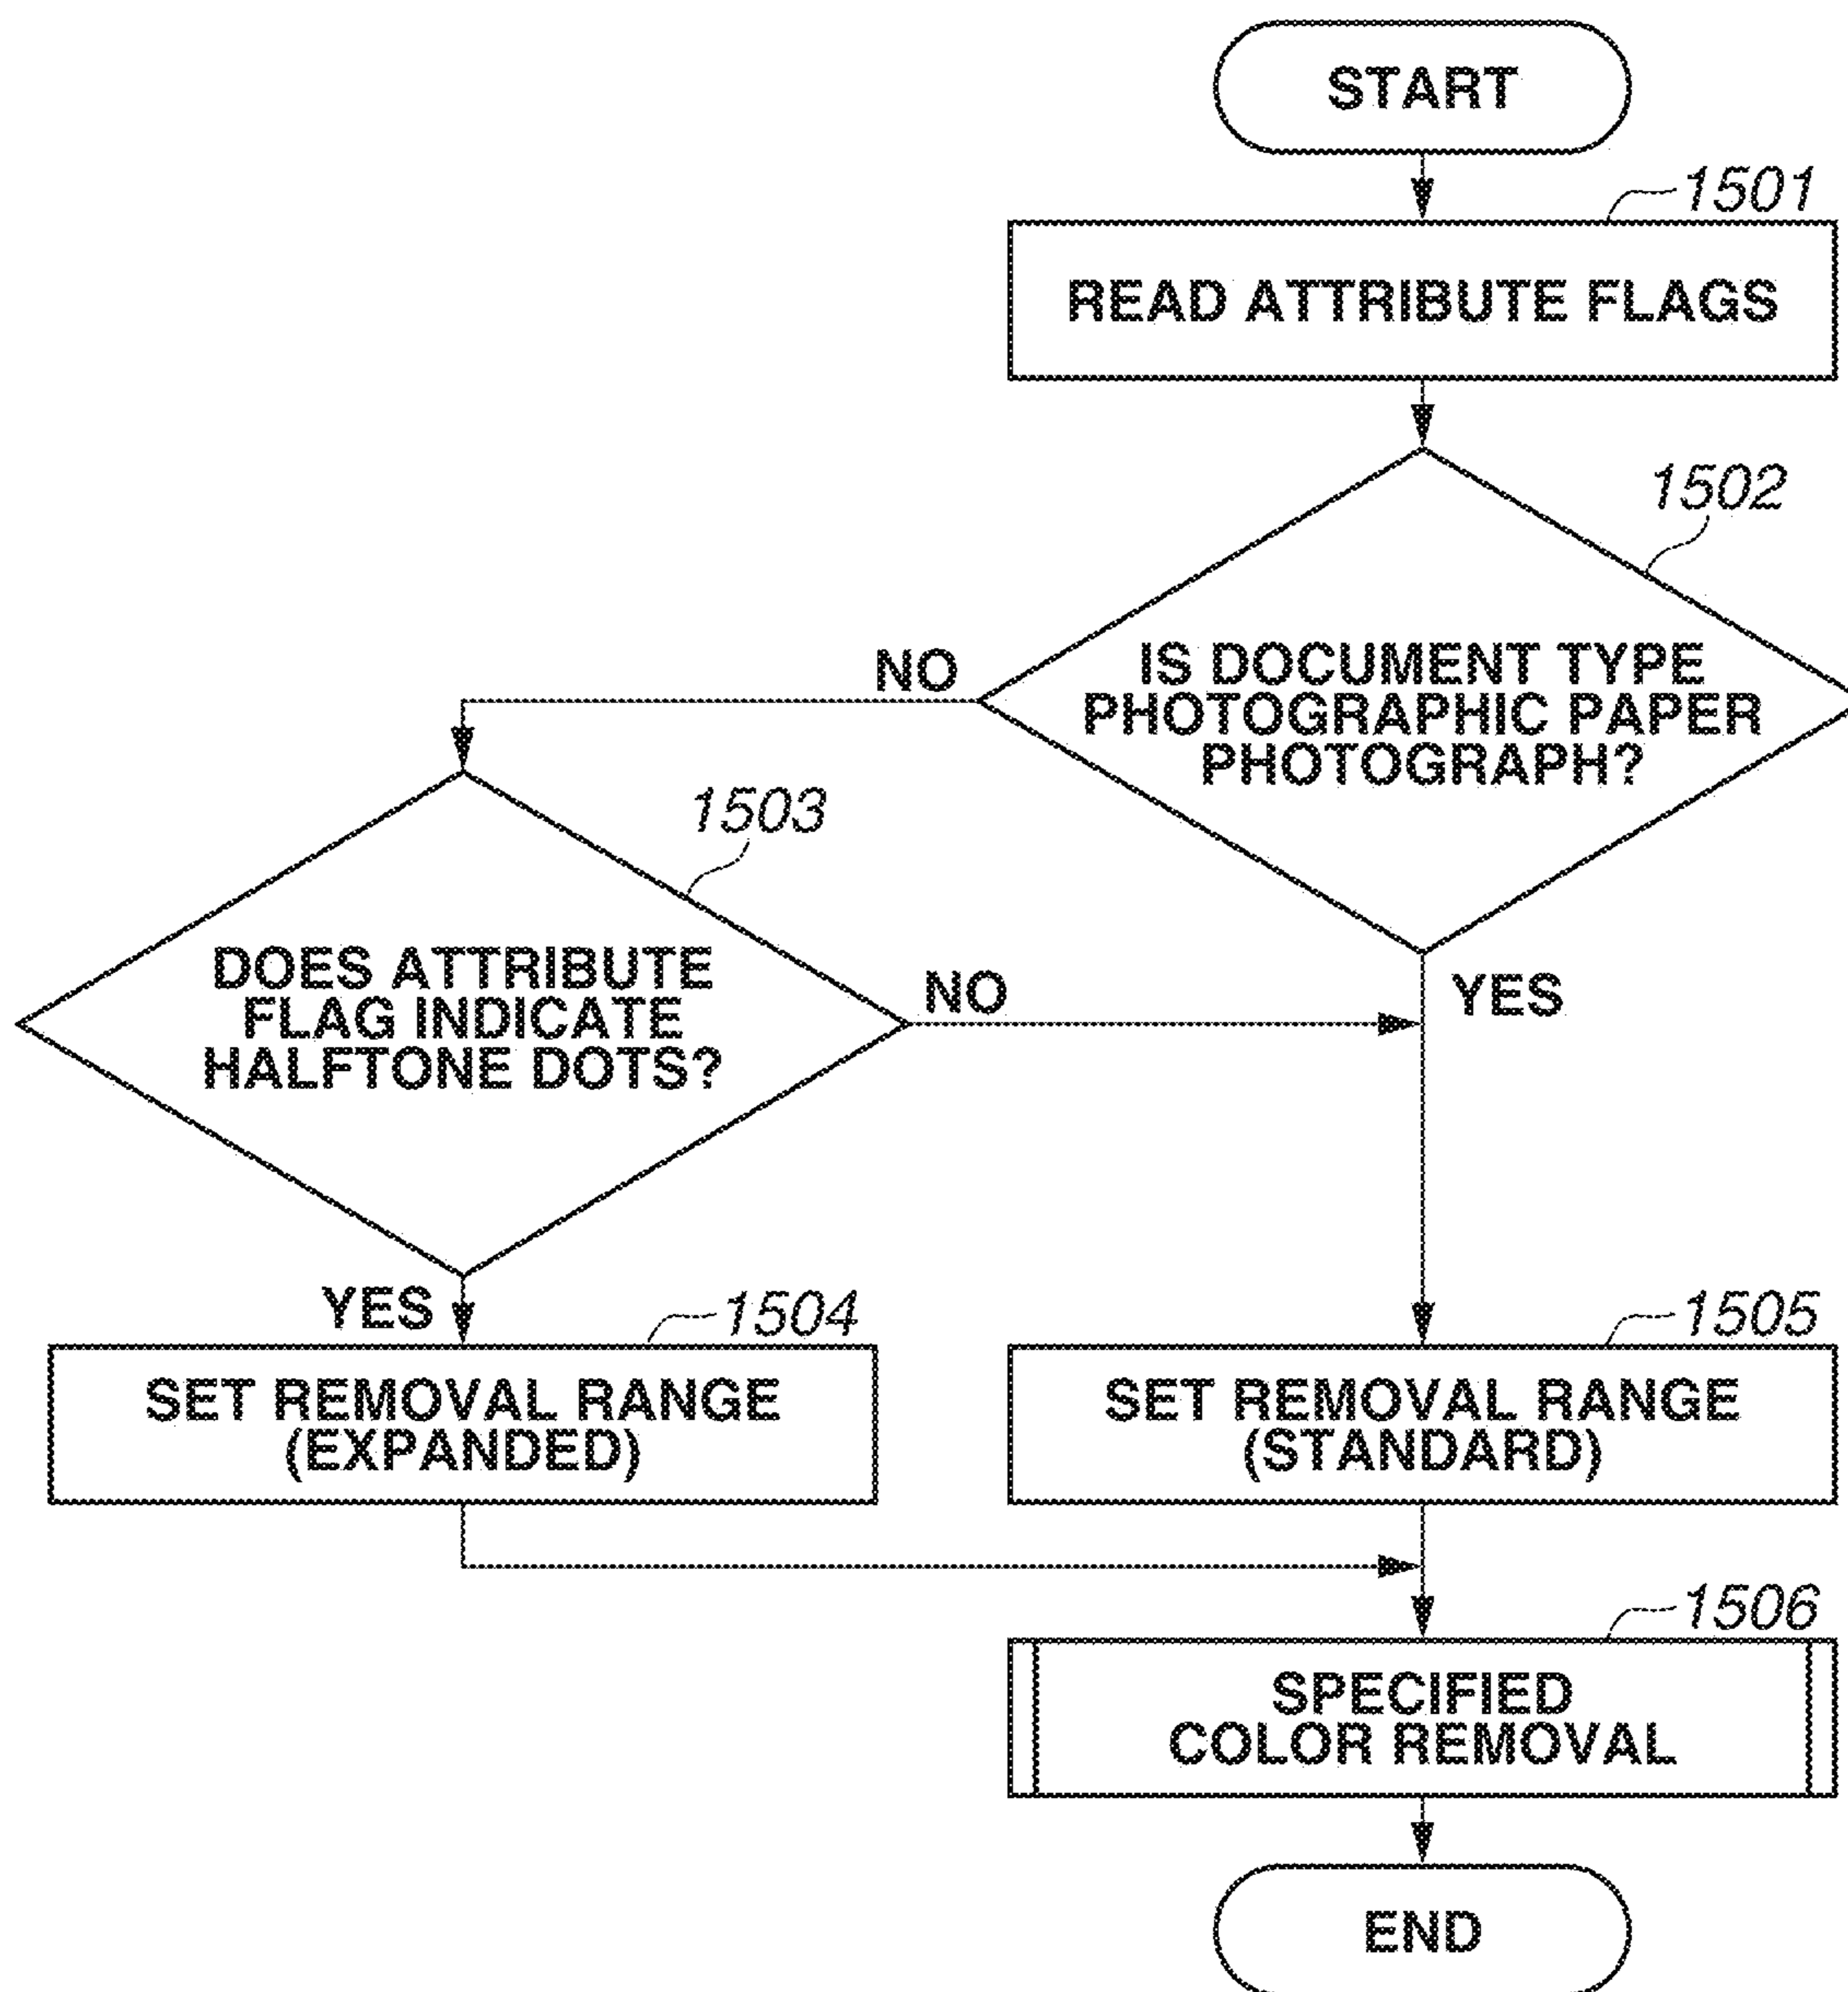 START
1501
READ ATTRIBUTE FLAGS
1502
IS DOCUMENT TYPE
PHOTOGRAPHIC PAPER
PHOTOGRAPH?
NO
YES
1503
DOES ATTRIBUTE
FLAG INDICATE
HALFTONE DOTS?
NO
YES
1504
SET REMOVAL RANGE
(EXPANDED)
1505
SET REMOVAL RANGE
(STANDARD)
1506
SPECIFIED
COLOR REMOVAL
END